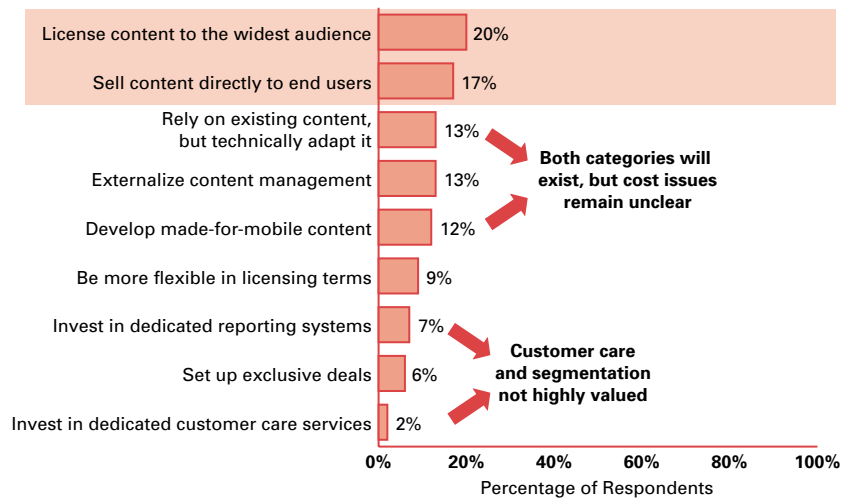 License content to the widest audience
20%
Sell content directly to end users
17%
Rely on existing content,
but technically adapt it
13%
Externalize content management
13%
Develop made-for-mobile content
12%
Both categories will
exist, but cost issues
remain unclear
Be more flexible in licensing terms
9%
Invest in dedicated reporting systems
7%
Set up exclusive deals
6%
Invest in dedicated customer care services
2%
Customer care
and segmentation
not highly valued
0%
20%
40%
60%
80%
100%
Percentage of Respondents